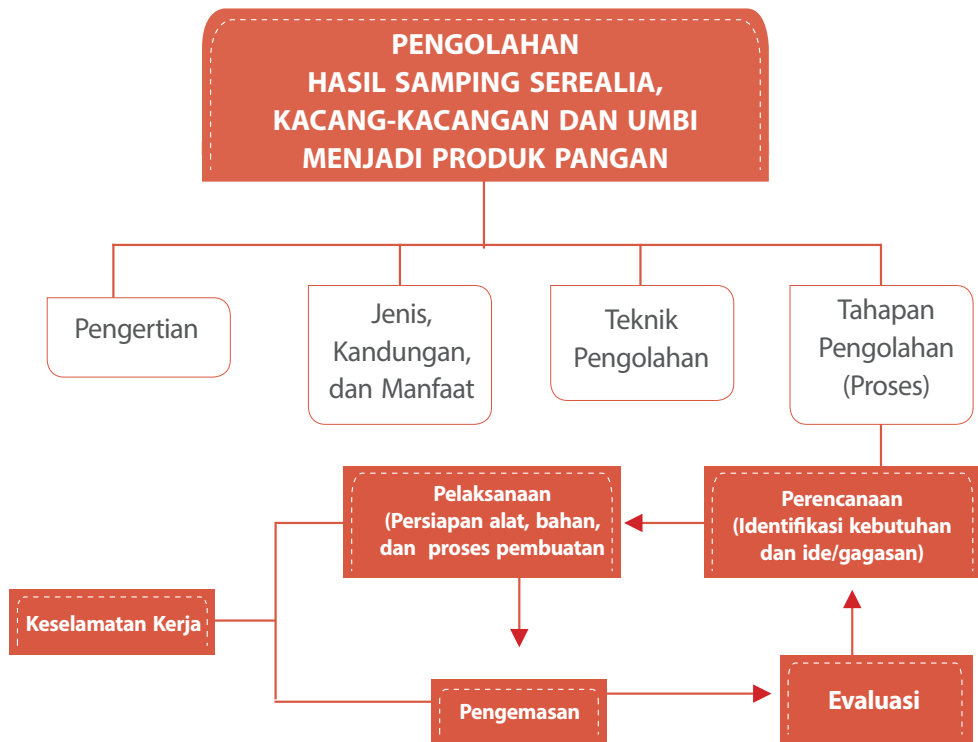 PENGOLAHAN
HASIL SAMPING SEREALIA,
KACANG-KACANGAN DAN UMBI
MENJADI PRODUK PANGAN
Pengertian
Jenis,
Kandungan,
dan Manfaat
Teknik
Pengolahan
Tahapan
Pengolahan
(Proses)
Perencanaan
(Identifikasi kebutuhan
dan ide/gagasan)
Pelaksanaan
(Persiapan alat, bahan,
dan proses pembuatan
Keselamatan Kerja
Pengemasan
Evaluasi